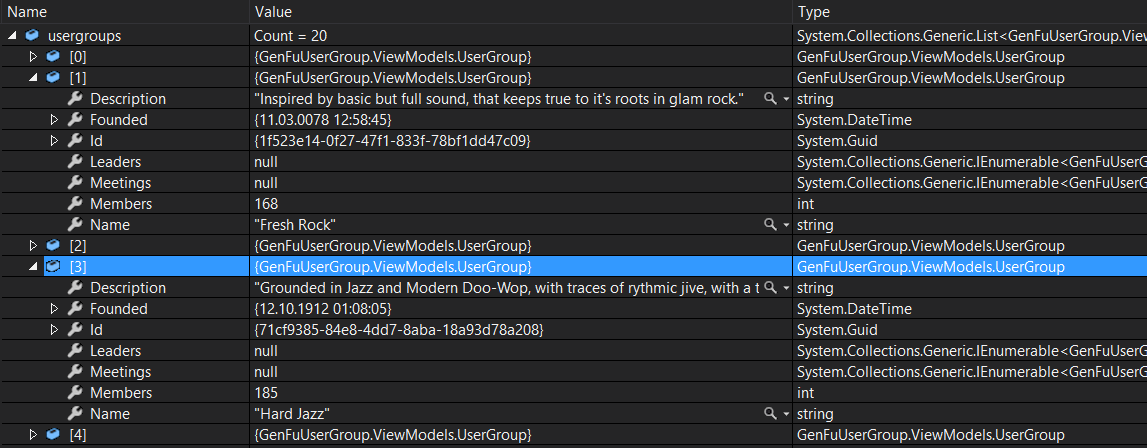 Name Value Type
usergroups Count = 20 System.Collections.Generic.List<GenFuUserGroup.Vie
[0] {GenFuUserGroup.ViewModels.UserGroup} GenFuUserGroup.ViewModels.UserGroup
[1] {GenFuUserGroup.ViewModels.UserGroup} GenFuUserGroup.ViewModels.UserGroup
Description "Inspired by basic but full sound, that keeps true to it's roots in glam rock." string
Founded {11.03.0078 12:58:45} System.DateTime
Id {1f523e14-0f27-47f1-833f-78bf1dd47c09} System.Guid
Leaders null System.Collections.Generic.IEnumerable<GenFuUserG
Meetings null System.Collections.Generic.IEnumerable<GenFuUserG
Members 168 int
Name "Fresh Rock" string
[2] {GenFuUserGroup.ViewModels.UserGroup} GenFuUserGroup.ViewModels.UserGroup
[3] {GenFuUserGroup.ViewModels.UserGroup} GenFuUserGroup.ViewModels.UserGroup
Description "Grounded in Jazz and Modern Doo-Wop, with traces of rythmic jive, with a t string
Founded {12.10.1912 01:08:05} System.DateTime
Id {71cf9385-84e8-4dd7-8aba-18a93d78a208} System.Guid
Leaders null System.Collections.Generic.IEnumerable<GenFuUserG
Meetings null System.Collections.Generic.IEnumerable<GenFuUserG
Members 185 int
Name "Hard Jazz" string
[4] {GenFuUserGroup.ViewModels.UserGroup} GenFuUserGroup.ViewModels.UserGroup